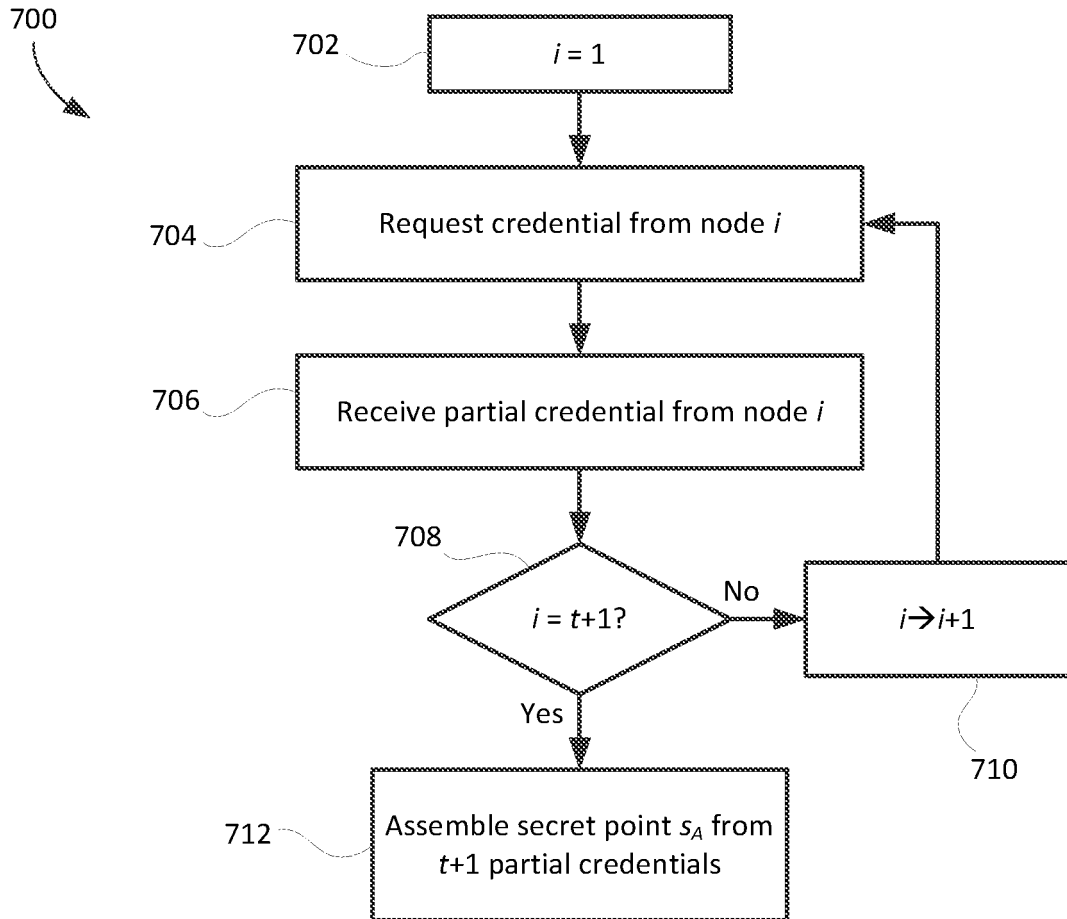 700
702
i = 1
704
Request credential from node i
706
Receive partial credential from node i
708
i = t+1?
No
i→i+1
Yes
710
712
Assemble secret point s_A from
t+1 partial credentials